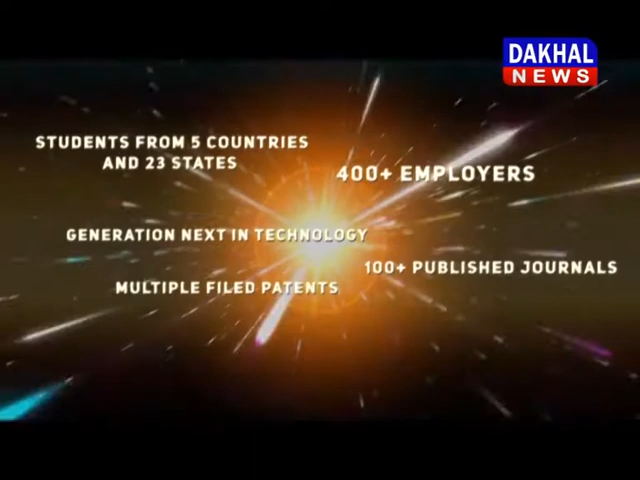 DAKHAL
NEWS
STUDENTS FROM 5 COUNTRIES
AND 23 STATES
400+ EMPLOYERS
GENERATION NEXT IN TECHNOLOGY
100+ PUBLISHED JOURNALS
MULTIPLE FILED PATENTS